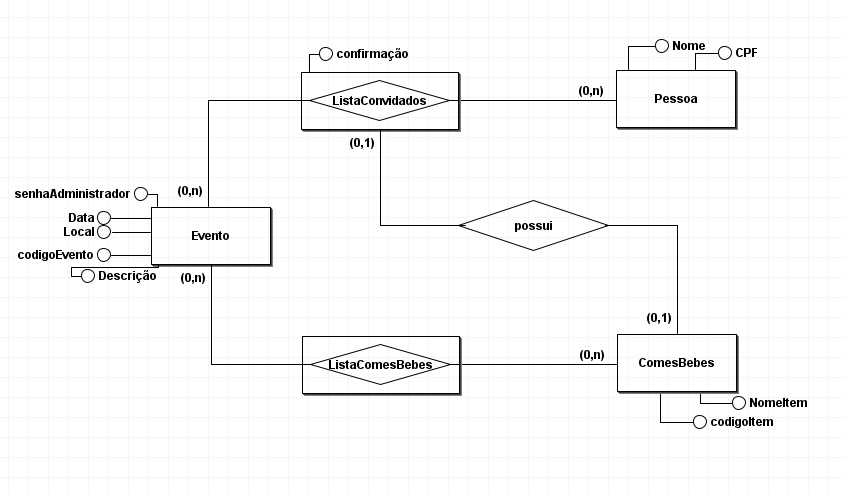 confirmação
Nome
CPF
ListaConvidados
(0,n)
Pessoa
(0,1)
senhaAdministrador
(0,n)
Data
Local
Evento
possui
codigoEvento
Descrição
(0,n)
(0,1)
ListaComesBebes
(0,n)
ComesBebes
NomeItem
codigoItem